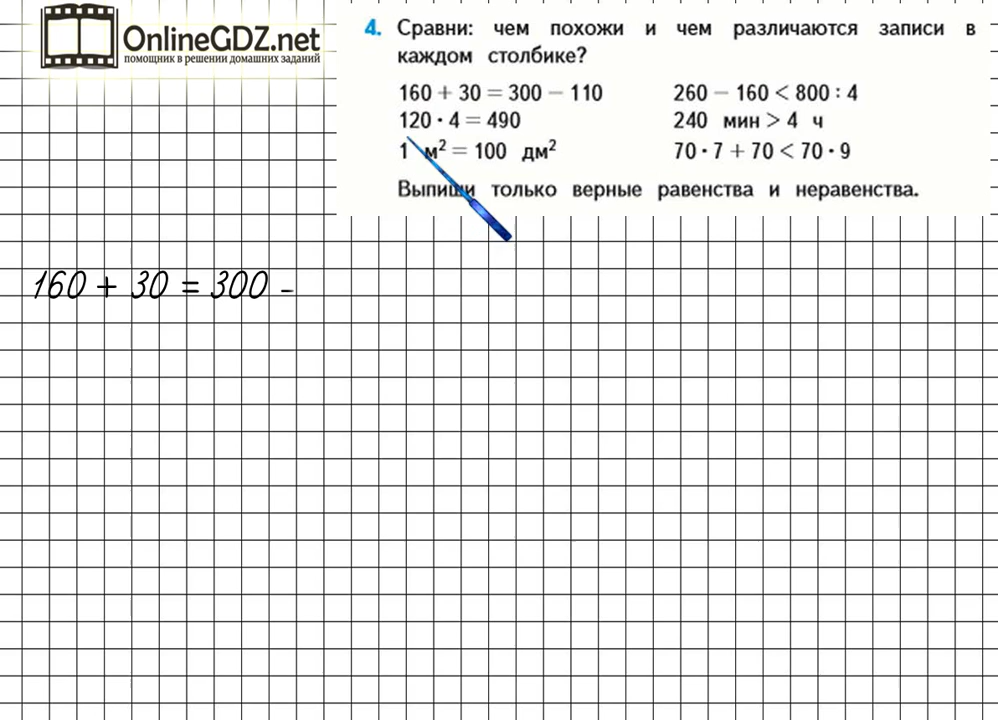 OnlineGDZ.net
помощник в решении домашних заданий
4. Сравни: чем похожи и чем различаются записи в
каждом столбике?
160 + 30 = 300 − 110
120 · 4 = 490
1 м² = 100 дм²
260 − 160 < 800 : 4
240 мин > 4 ч
70 · 7 + 70 < 70 · 9
Выпиши только верные равенства и неравенства.
160 + 30 = 300 -